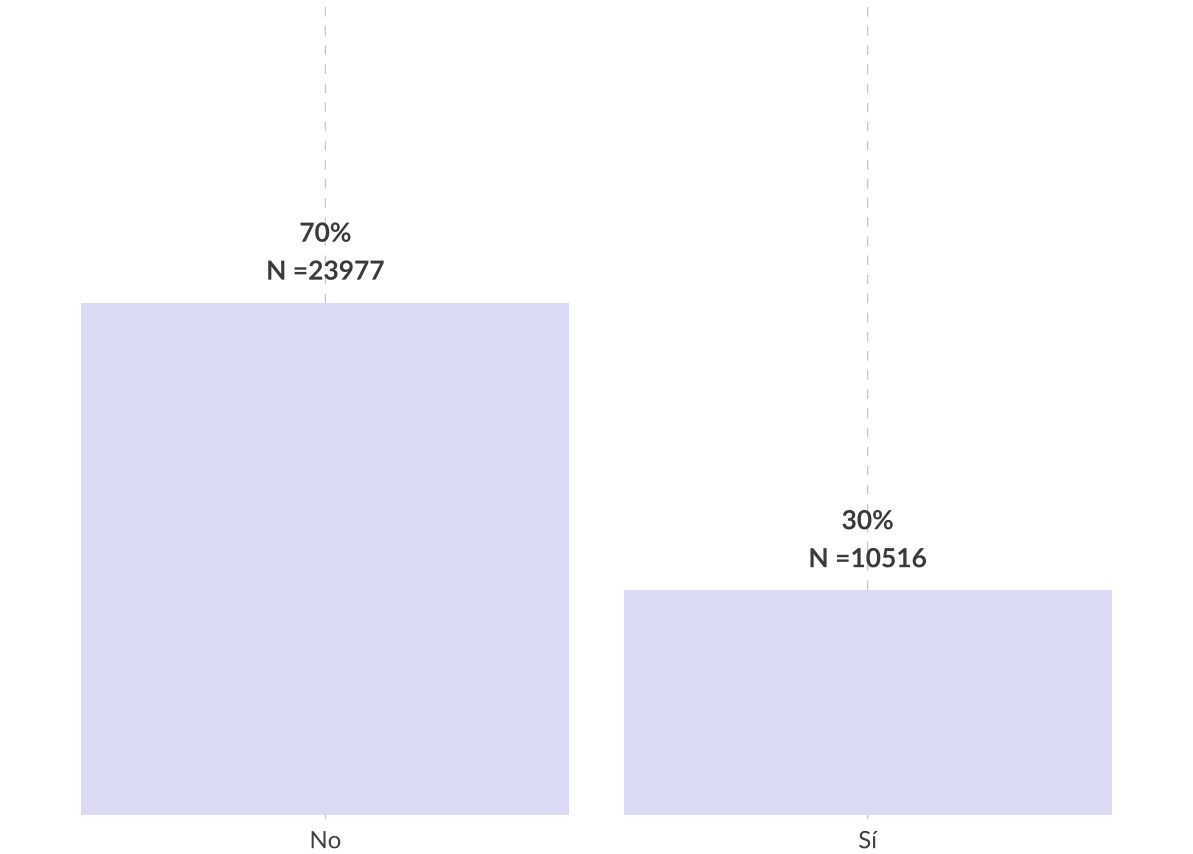 70%
N =23977
30%
N =10516
No
Sí